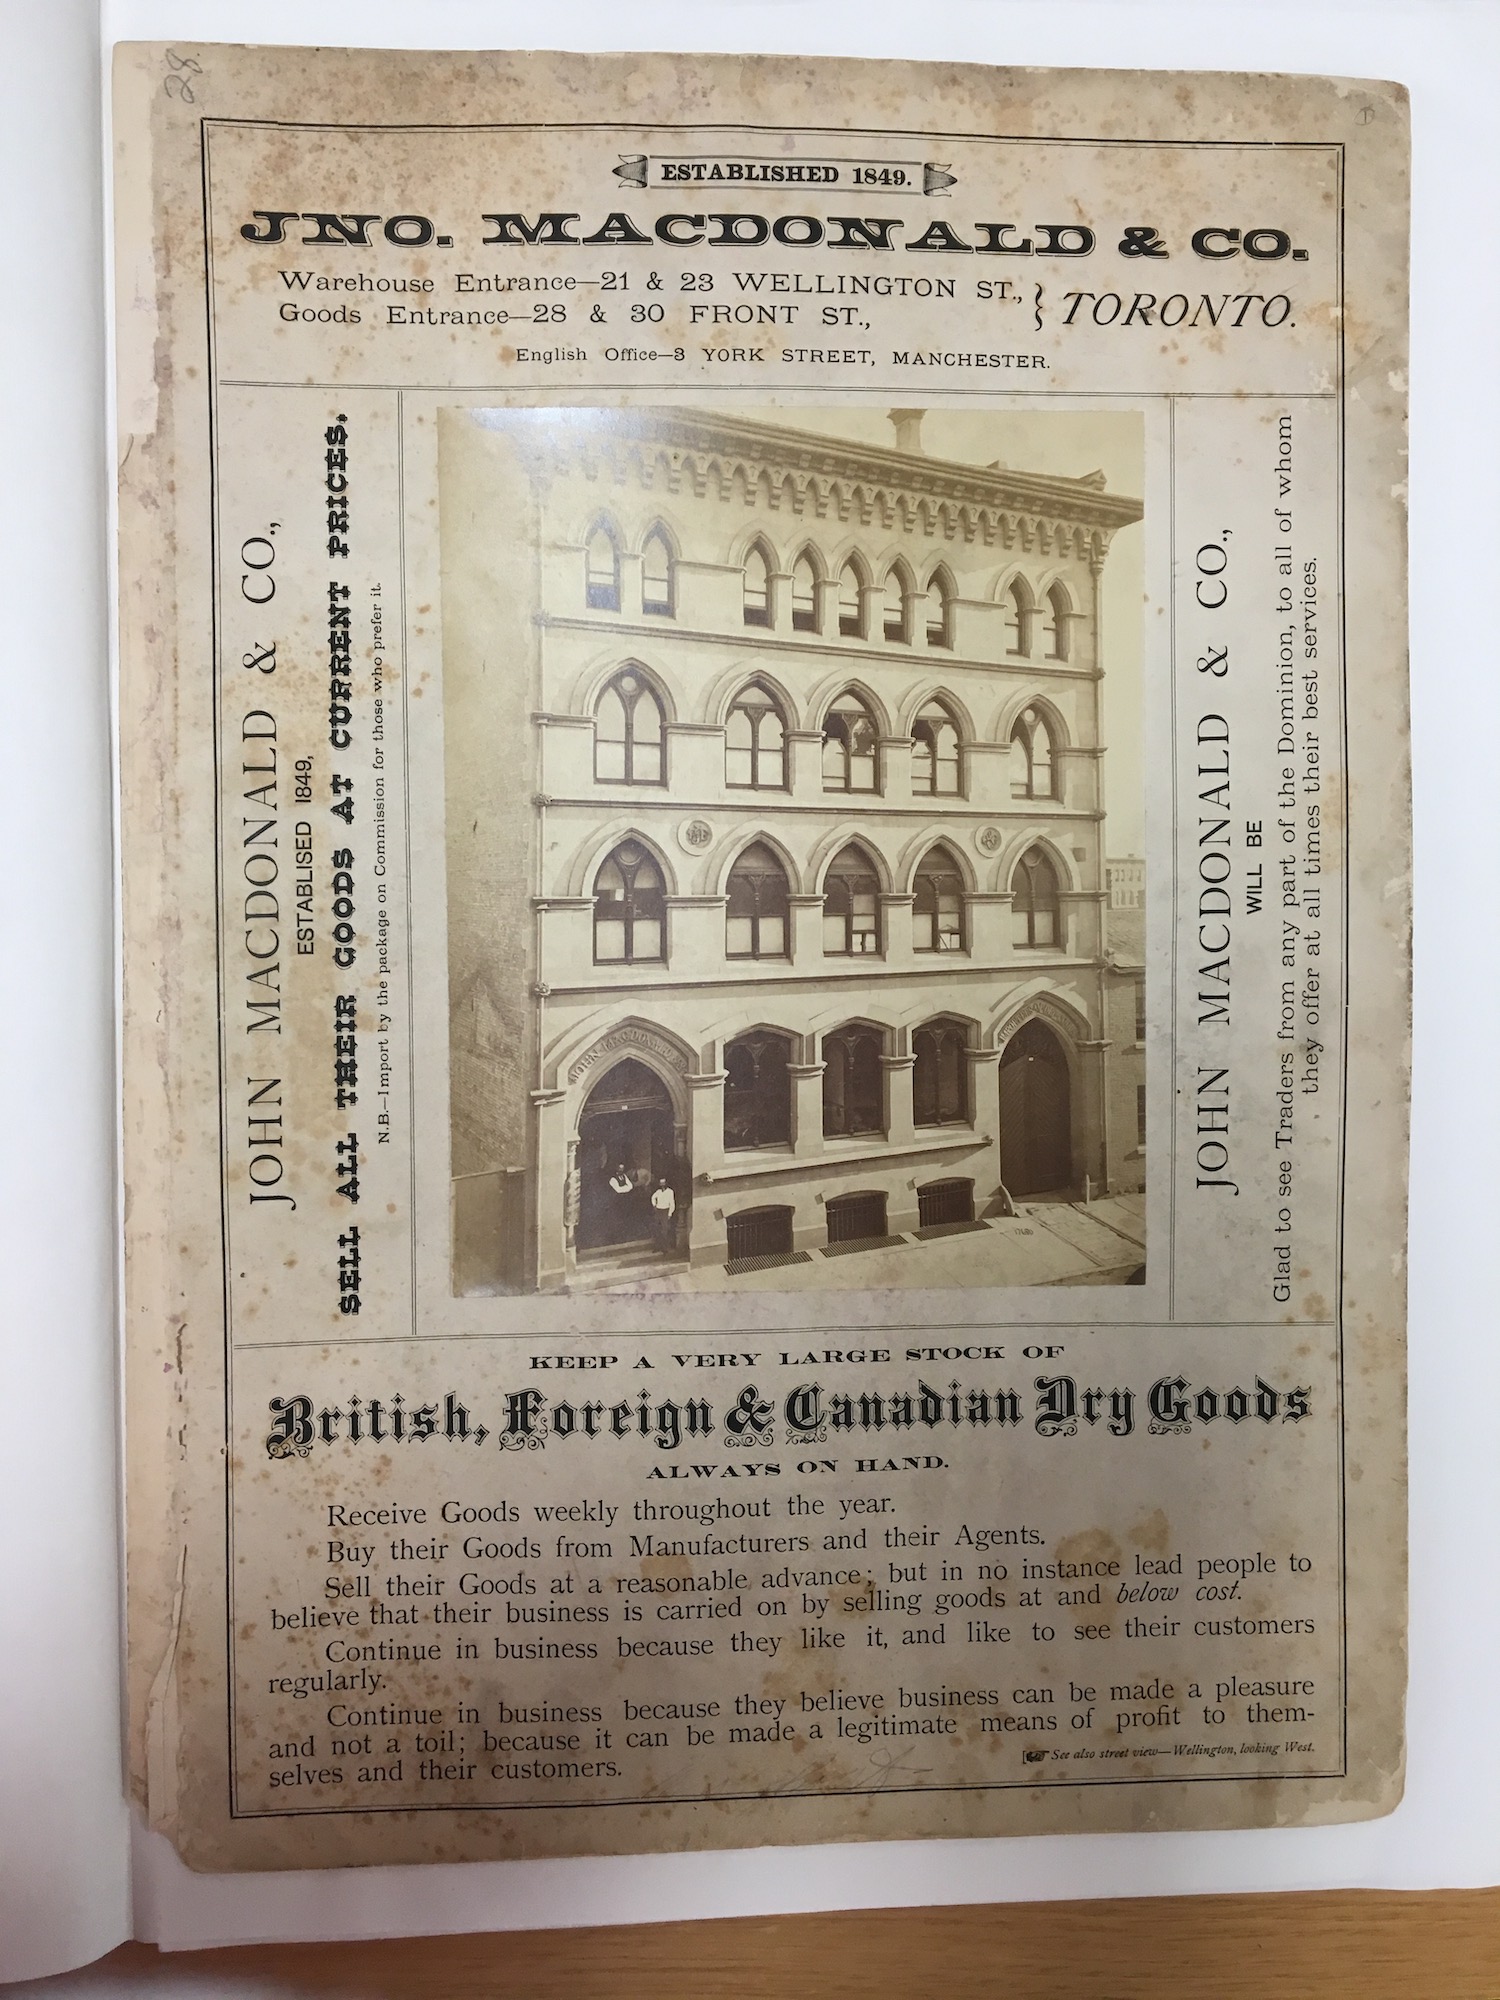 28.
ESTABLISHED 1849.
JNO. MACDONALD & CO.
Warehouse Entrance—21 & 23 WELLINGTON ST.,
Goods Entrance—28 & 30 FRONT ST.,
} TORONTO.
English Office—3 YORK STREET, MANCHESTER.
JOHN MACDONALD & CO.,
ESTABLISED 1849,
SELL ALL THEIR GOODS AT CURRENT PRICES.
N.B.—Import by the package on Commission for those who prefer it.
JOHN MACDONALD &
JOHN MACDONALD & CO.,
WILL BE
Glad to see Traders from any part of the Dominion, to all of whom
they offer at all times their best services.
KEEP A VERY LARGE STOCK OF
British, Foreign & Canadian Dry Goods
ALWAYS ON HAND.
Receive Goods weekly throughout the year.
Buy their Goods from Manufacturers and their Agents.
Sell their Goods at a reasonable advance; but in no instance lead people to
believe that their business is carried on by selling goods at and below cost.
Continue in business because they like it, and like to see their customers
regularly.
Continue in business because they believe business can be made a pleasure
and not a toil; because it can be made a legitimate means of profit to them-
selves and their customers.
[☞ See also street view—Wellington, looking West.